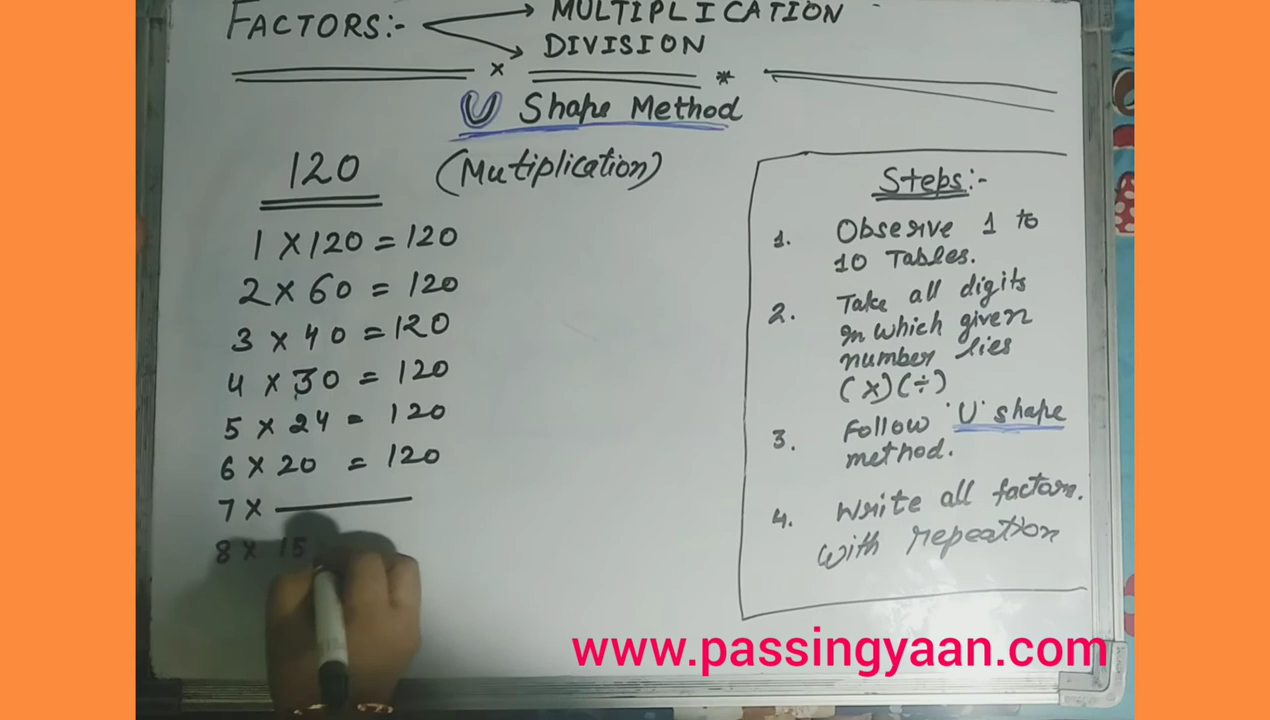 FACTORS:-
MULTIPLICATION
DIVISION
U Shape Method
120 (Mutiplication)
1 X 120 = 120
2 X 60 = 120
3 X 40 = 120
4 X 30 = 120
5 X 24 = 120
6 X 20 = 120
7 X
8 X 15
Steps:-
1. Observe 1 to
10 Tables.
2. Take all digits
In which given
number lies
(X)(÷)
3. Follow 'U' shape
method.
4. Write all factors.
with repeation
www.passingyaan.com